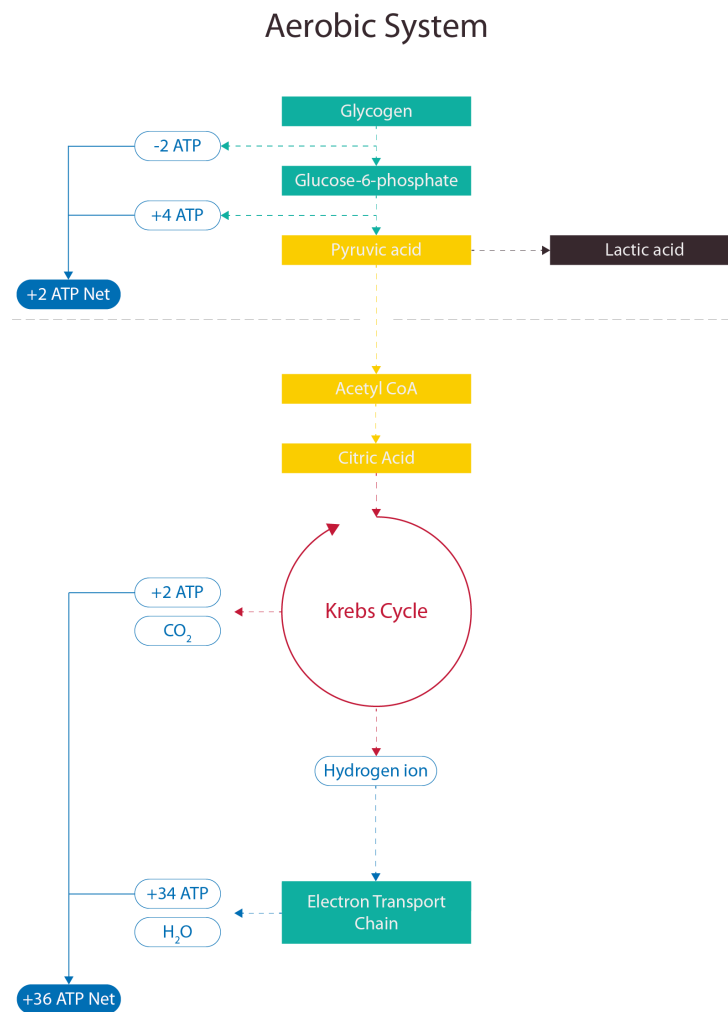 Aerobic System
Glycogen
-2 ATP
Glucose-6-phosphate
+4 ATP
Pyruvic acid
Lactic acid
+2 ATP Net
Acetyl CoA
Citric Acid
+2 ATP
Krebs Cycle
CO₂
Hydrogen ion
+34 ATP
Electron Transport
Chain
H₂O
+36 ATP Net